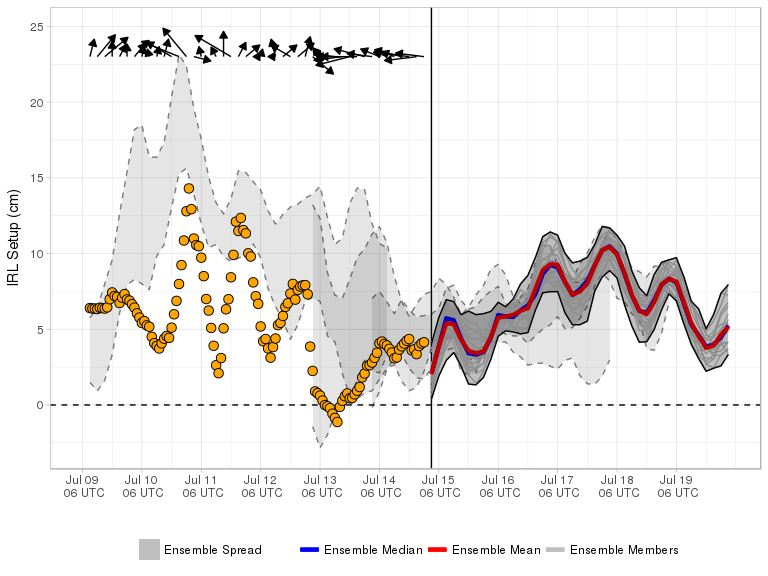 25
20
15
10
5
0
IRL Setup (cm)
Jul 09 Jul 10 Jul 11 Jul 12 Jul 13 Jul 14 Jul 15 Jul 16 Jul 17 Jul 18 Jul 19
06 UTC 06 UTC 06 UTC 06 UTC 06 UTC 06 UTC 06 UTC 06 UTC 06 UTC 06 UTC 06 UTC
Ensemble Spread Ensemble Median Ensemble Mean Ensemble Members